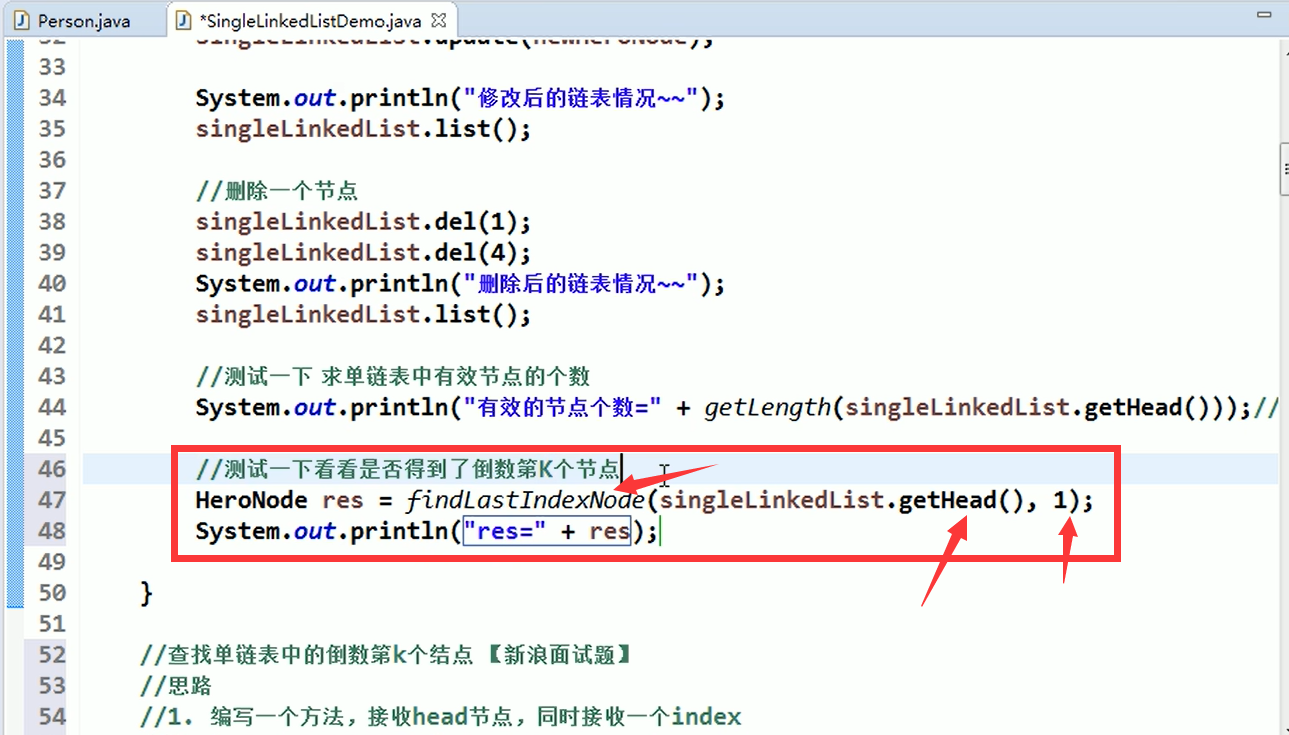 Person.java
*SingleLinkedListDemo.java
32 singleLinkedList.update(newHeroNode);
33
34 System.out.println("修改后的链表情况~~");
35 singleLinkedList.list();
36
37 //删除一个节点
38 singleLinkedList.del(1);
39 singleLinkedList.del(4);
40 System.out.println("删除后的链表情况~~");
41 singleLinkedList.list();
42
43 //测试一下 求单链表中有效节点的个数
44 System.out.println("有效的节点个数=" + getLength(singleLinkedList.getHead()));//
45
46 //测试一下看看是否得到了倒数第K个节点
47 HeroNode res = findLastIndexNode(singleLinkedList.getHead(), 1);
48 System.out.println("res=" + res);
49
50 }
51
52 //查找单链表中的倒数第k个结点 【新浪面试题】
53 //思路
54 //1. 编写一个方法，接收head节点，同时接收一个index